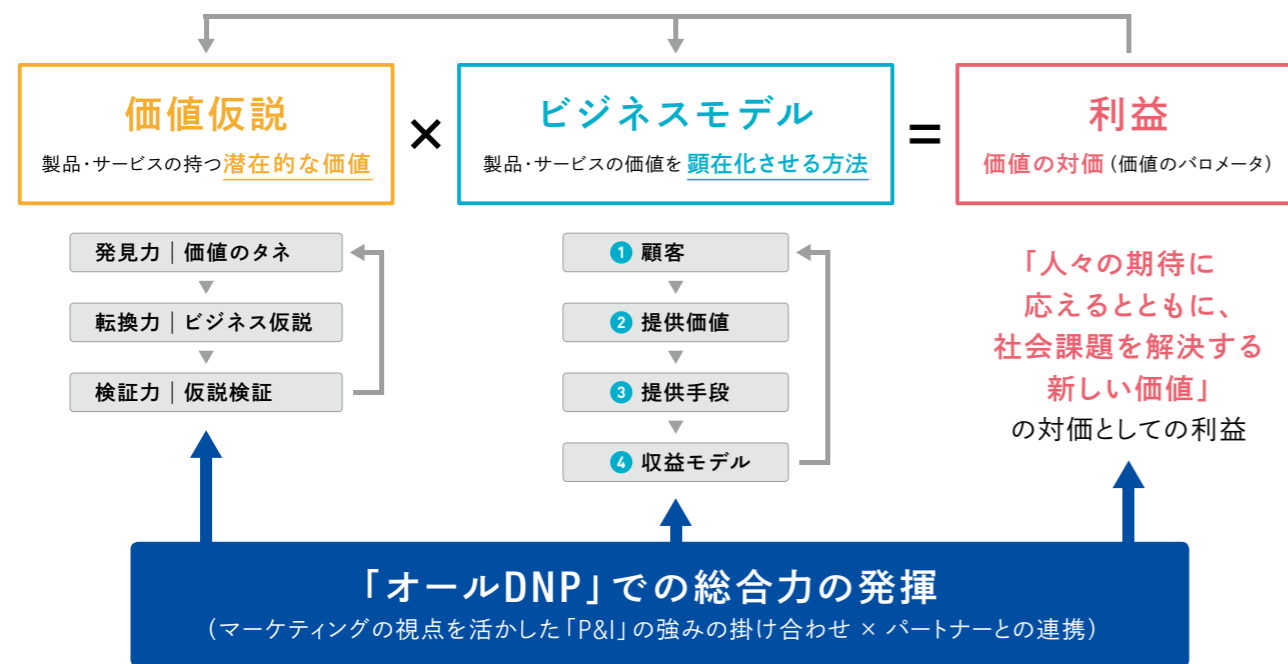 価値仮説
製品・サービスの持つ潜在的な価値
×
ビジネスモデル
製品・サービスの価値を顕在化させる方法
=
利益
価値の対価(価値のバロメータ)
発見力|価値のタネ
転換力|ビジネス仮説
検証力|仮説検証
1 顧客
2 提供価値
3 提供手段
4 収益モデル
「人々の期待に
応えるとともに、
社会課題を解決する
新しい価値」
の対価としての利益
「オールDNP」での総合力の発揮
(マーケティングの視点を活かした「P&I」の強みの掛け合わせ × パートナーとの連携)